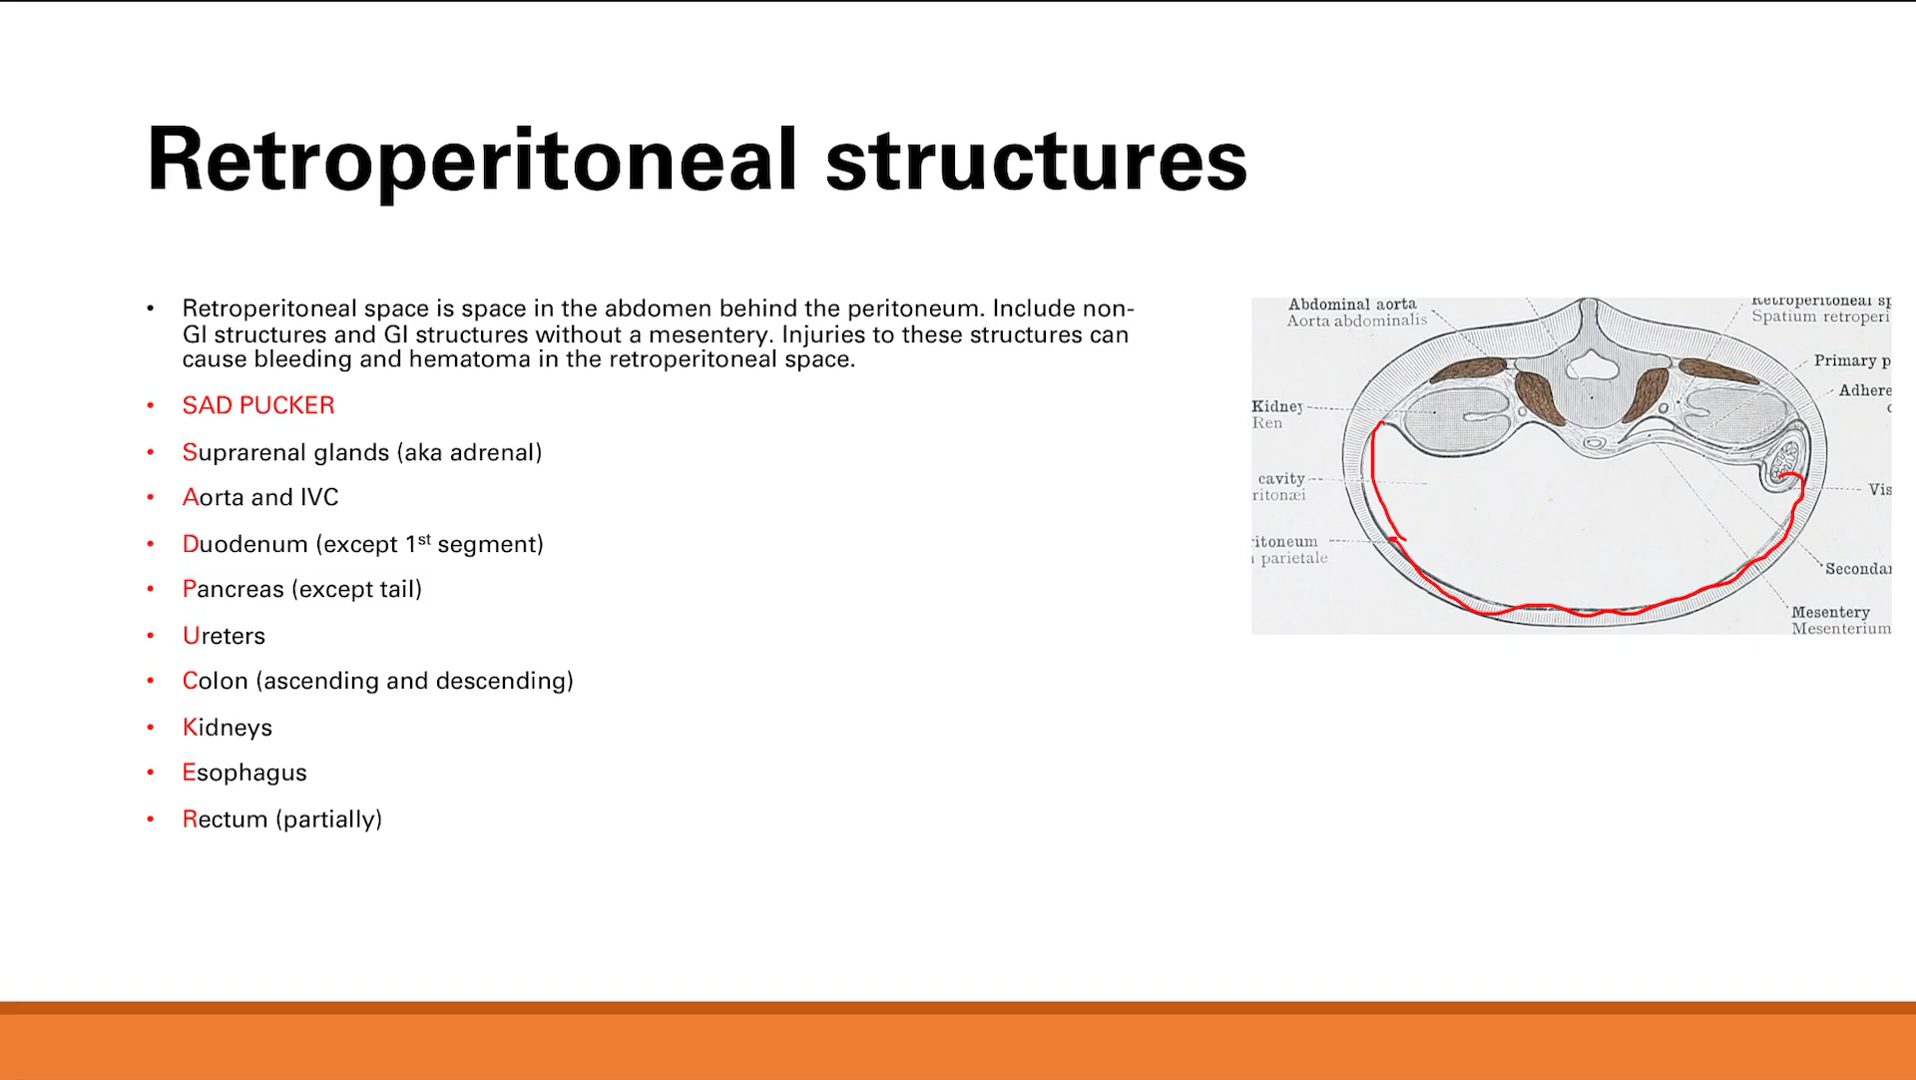 Retroperitoneal structures
• Retroperitoneal space is space in the abdomen behind the peritoneum. Include non-
GI structures and GI structures without a mesentery. Injuries to these structures can
cause bleeding and hematoma in the retroperitoneal space.
• SAD PUCKER
• Suprarenal glands (aka adrenal)
• Aorta and IVC
• Duodenum (except 1st segment)
• Pancreas (except tail)
• Ureters
• Colon (ascending and descending)
• Kidneys
• Esophagus
• Rectum (partially)
Abdominal aorta
Aorta abdominalis
Retroperitoneal sp
Spatium retroperi
Primary p
Adhere
c
Kidney
Ren
cavity
ritonæi
Vis
itoneum
parietale
Seconda
Mesentery
Mesenterium